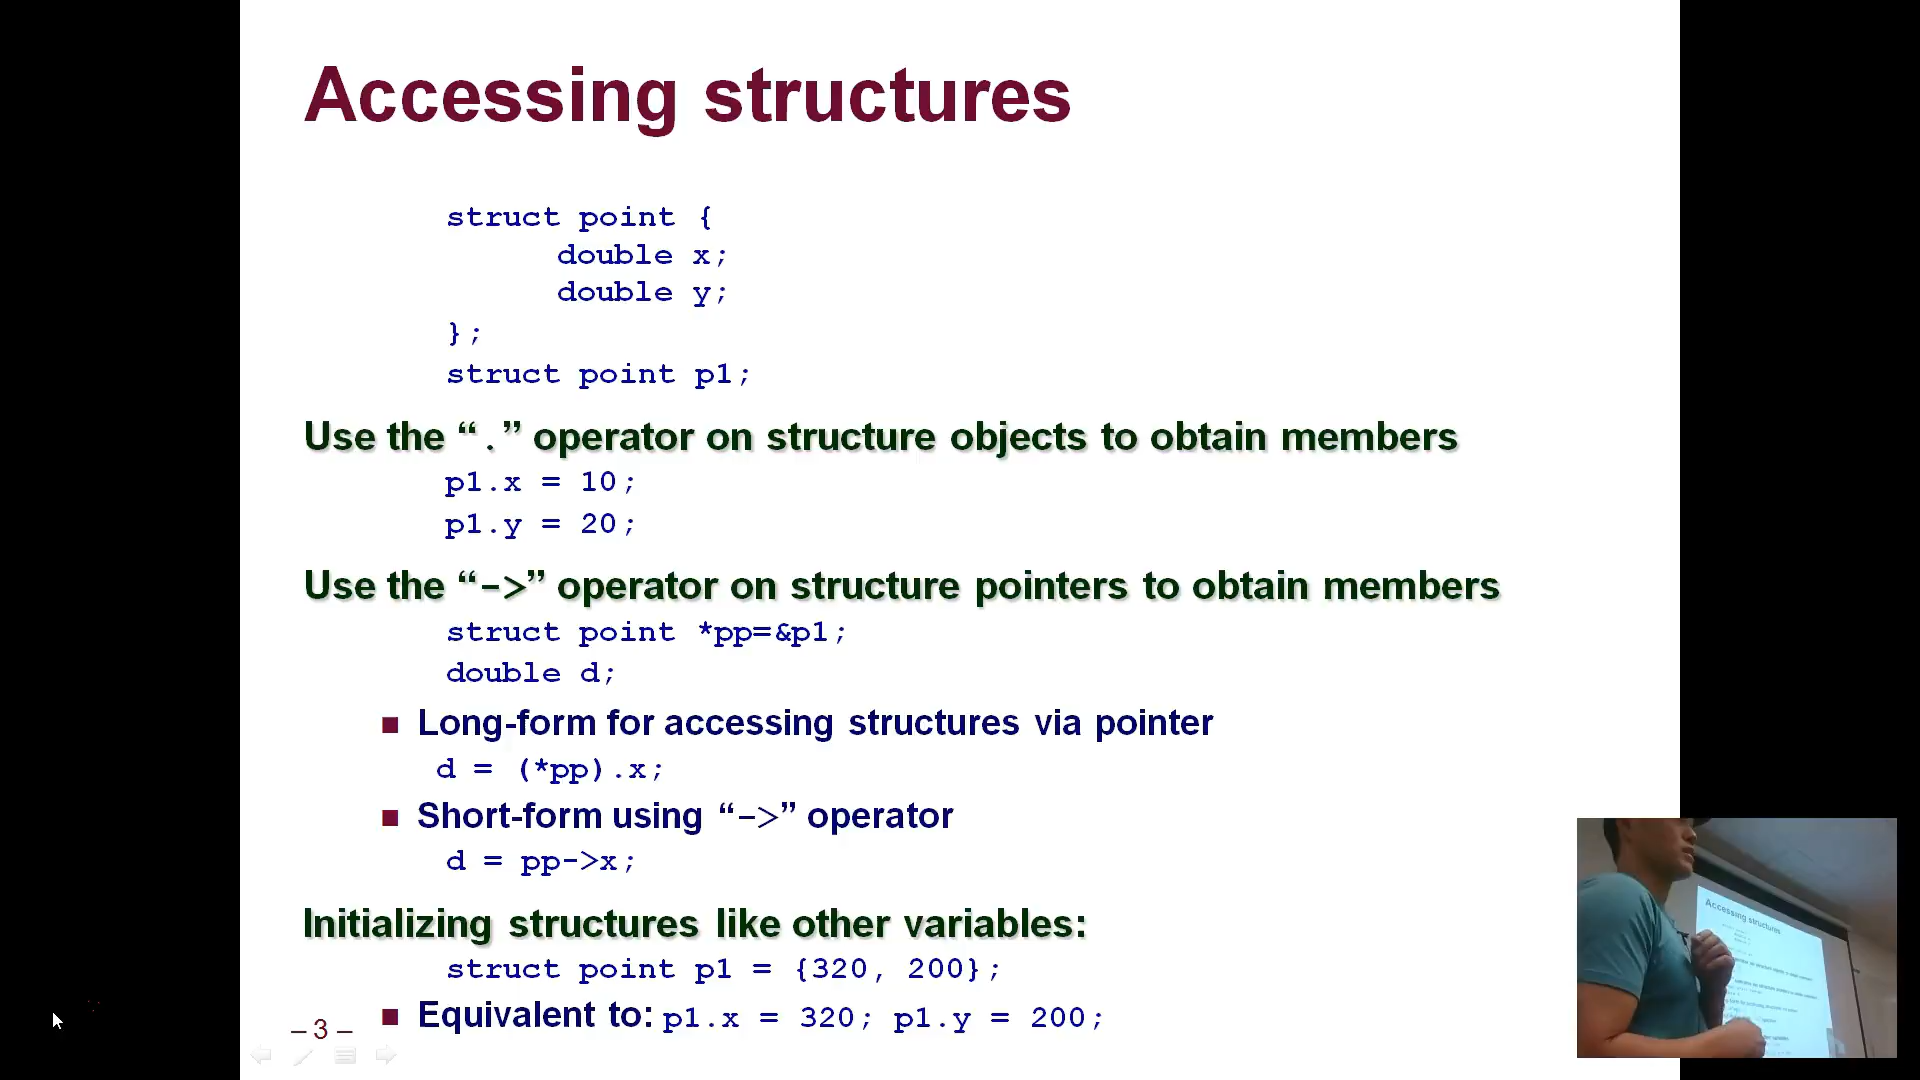 Accessing structures
struct point {
double x;
double y;
};
struct point p1;
Use the “.” operator on structure objects to obtain members
p1.x = 10;
p1.y = 20;
Use the “->” operator on structure pointers to obtain members
struct point *pp=&p1;
double d;
Long-form for accessing structures via pointer
d = (*pp).x;
Short-form using “->” operator
d = pp->x;
Initializing structures like other variables:
struct point p1 = {320, 200};
Equivalent to: p1.x = 320; p1.y = 200;
– 3 –
Accessing structures